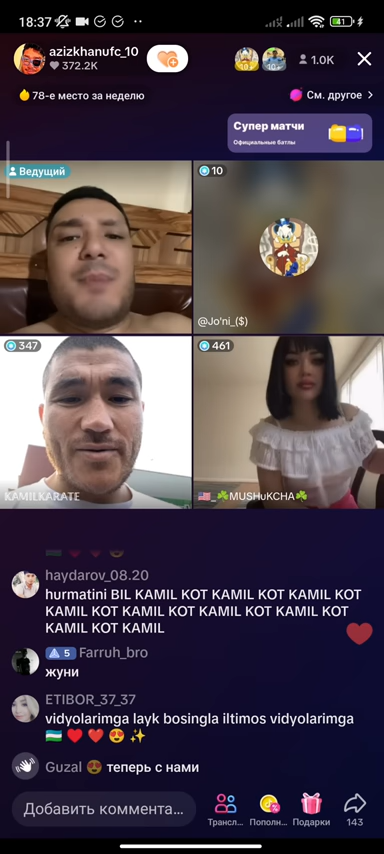 18:37
41
azizkhanufc_10
372.2K
1.0K
78-е место за неделю
См. другое
Супер матчи
Официальные батлы
Ведущий
10
@Jo'ni_($)
347
461
KAMILKARATE
🇺🇸_☘️MUSHuKCHA☘️
haydarov_08.20
hurmatini BIL KAMIL KOT KAMIL KOT KAMIL KOT
KAMIL KOT KAMIL KOT KAMIL KOT KAMIL KOT
KAMIL KOT KAMIL
5 Farruh_bro
жуни
ETIBOR_37_37
vidyolarimga layk bosingla iltimos vidyolarimga
🇺🇿 ♥️ ❤️ 😍 ✨
Guzal 😍 теперь с нами
Добавить коммента...
Трансл...
Пополн...
Подарки
143